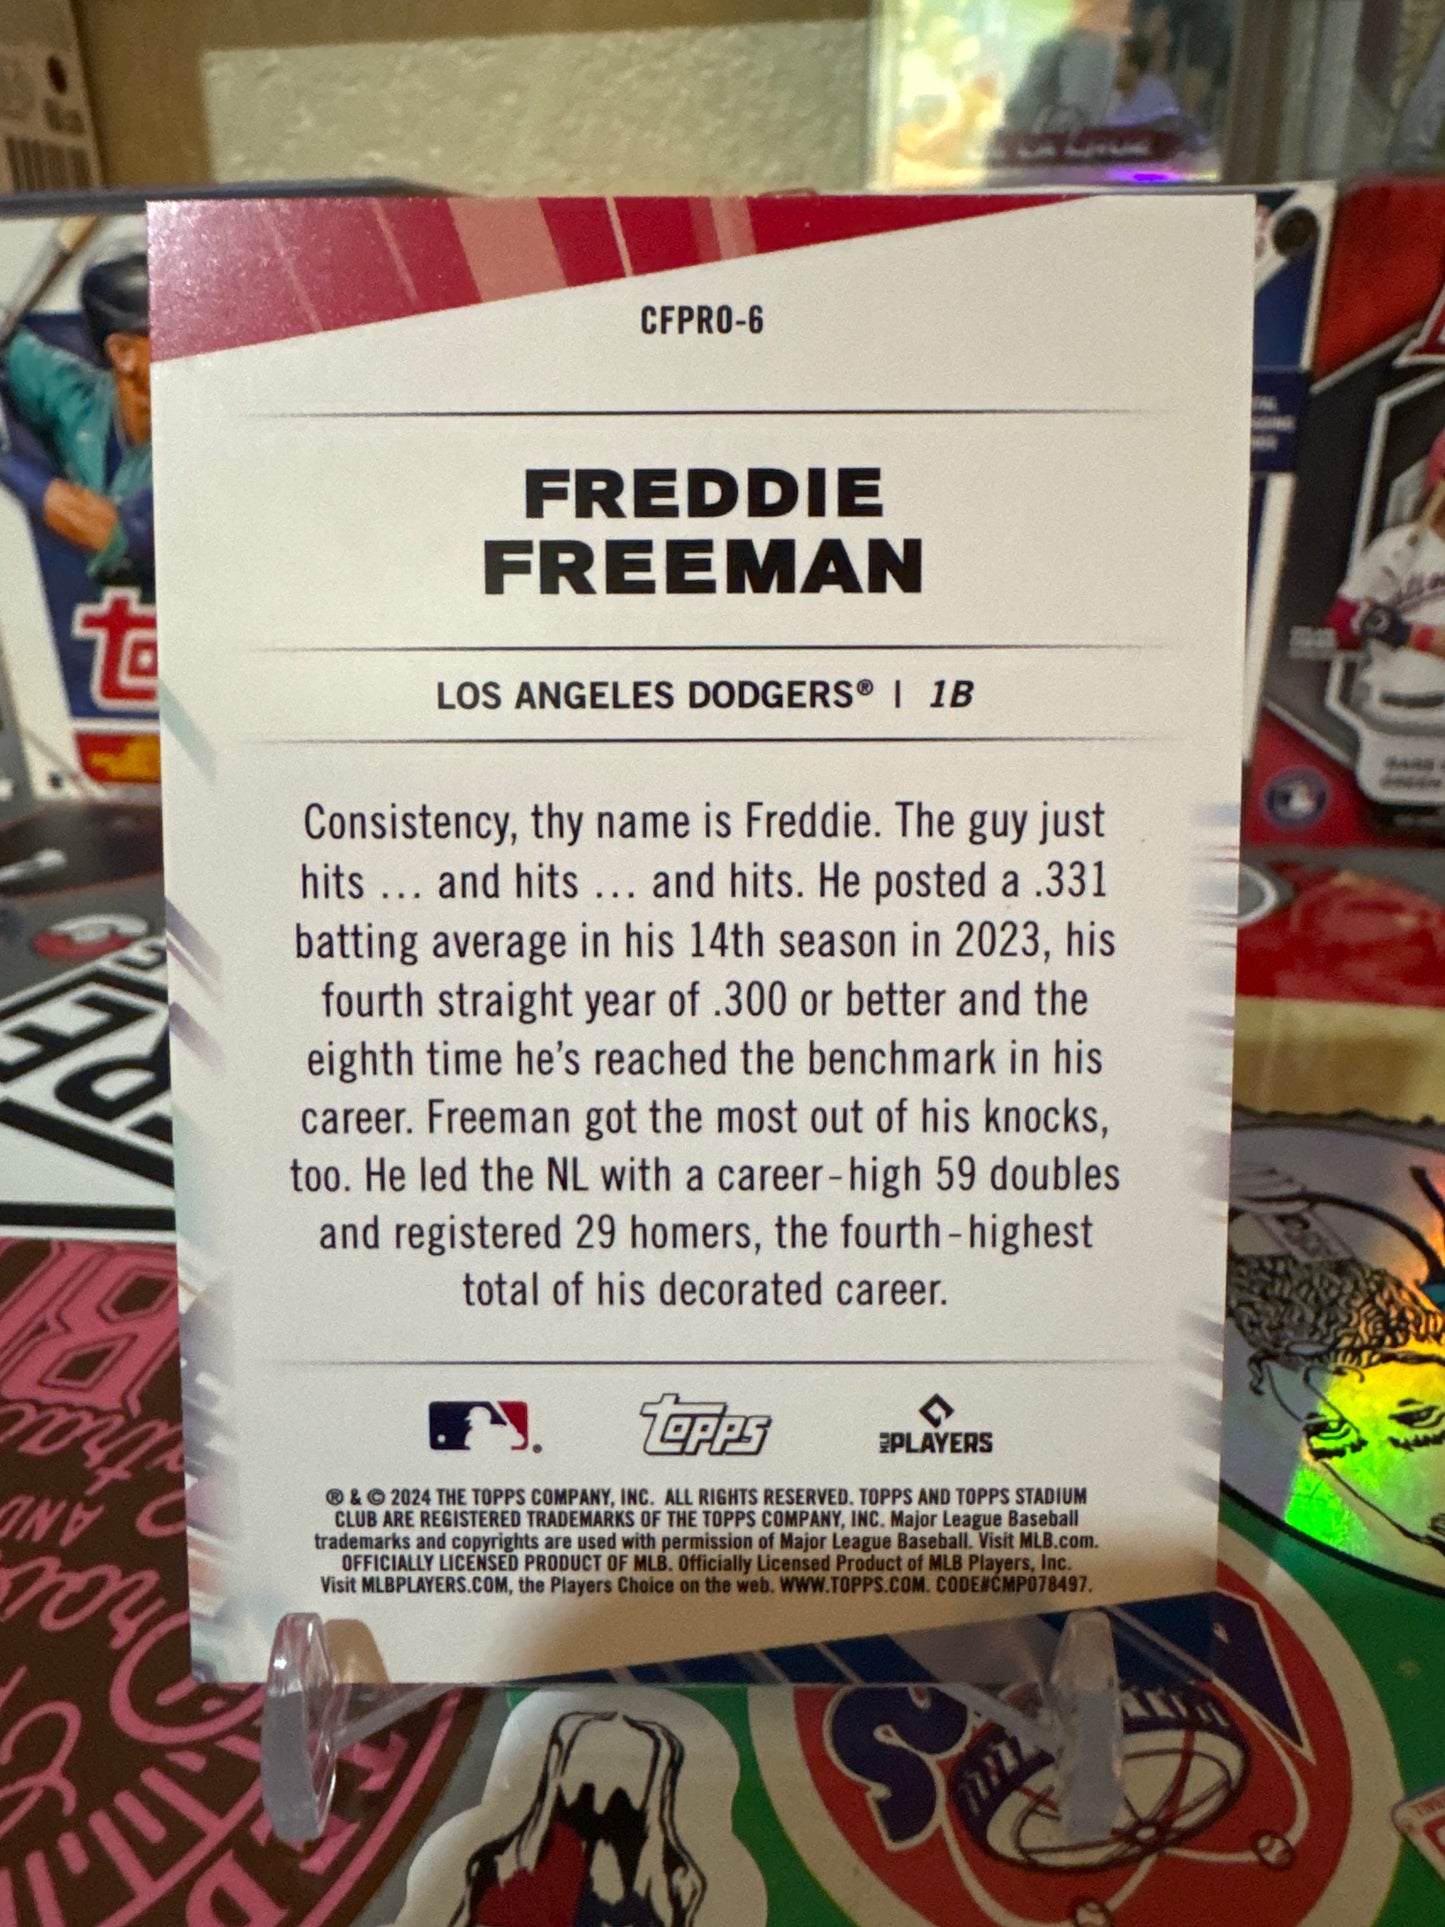 CFPRO-6
FREDDIE
FREEMAN
LOS ANGELES DODGERS® | 1B
Consistency, thy name is Freddie. The guy just
hits ... and hits ... and hits. He posted a .331
batting average in his 14th season in 2023, his
fourth straight year of .300 or better and the
eighth time he's reached the benchmark in his
career. Freeman got the most out of his knocks,
too. He led the NL with a career-high 59 doubles
and registered 29 homers, the fourth-highest
total of his decorated career.
topps
MLB PLAYERS
® & © 2024 THE TOPPS COMPANY, INC. ALL RIGHTS RESERVED. TOPPS AND TOPPS STADIUM
CLUB ARE REGISTERED TRADEMARKS OF THE TOPPS COMPANY, INC. Major League Baseball
trademarks and copyrights are used with permission of Major League Baseball. Visit MLB.com.
OFFICIALLY LICENSED PRODUCT OF MLB. Officially Licensed Product of MLB Players, Inc.
Visit MLBPLAYERS.COM, the Players Choice on the web. WWW.TOPPS.COM. CODE#CMP078497.